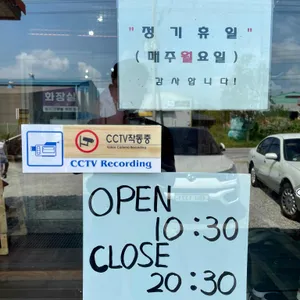 "정기휴일"
(매주월요일)
감사합니다!
화장실
CCTV작동중
CCTV Recording
OPEN
10:30
CLOSE
20:30